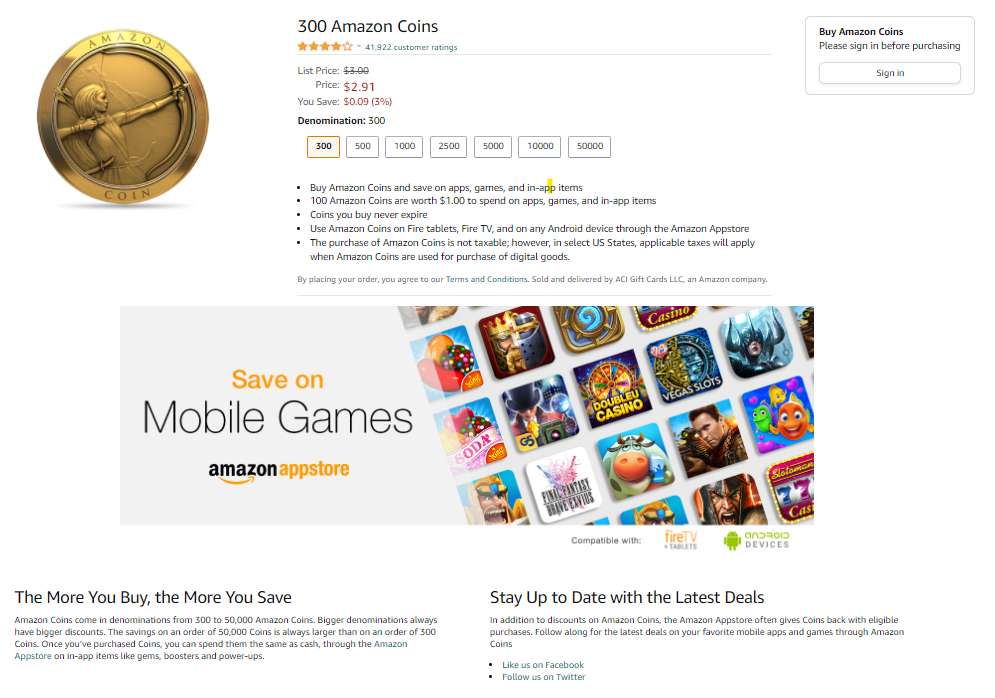 AMAZON
COIN
300 Amazon Coins
41,922 customer ratings
List Price: $3.00
Price: $2.91
You Save: $0.09 (3%)
Denomination: 300
300 500 1000 2500 5000 10000 50000
Buy Amazon Coins and save on apps, games, and in-app items
100 Amazon Coins are worth $1.00 to spend on apps, games, and in-app items
Coins you buy never expire
Use Amazon Coins on Fire tablets, Fire TV, and on any Android device through the Amazon Appstore
The purchase of Amazon Coins is not taxable; however, in select US States, applicable taxes will apply
when Amazon Coins are used for purchase of digital goods.
By placing your order, you agree to our Terms and Conditions. Sold and delivered by ACI Gift Cards LLC, an Amazon company.
Buy Amazon Coins
Please sign in before purchasing
Sign in
Save on
Mobile Games
amazon appstore
Casino
King
DOUBLEU
CASINO
VEGAS SLOTS
G5
SODA
King
FINAL FANTASY
BRAVE EXVIUS
Slotomania
777
Casi
Compatible with:
fireTV
+ TABLETS
ANDROID
DEVICES
The More You Buy, the More You Save
Amazon Coins come in denominations from 300 to 50,000 Amazon Coins. Bigger denominations always
have bigger discounts. The savings on an order of 50,000 Coins is always larger than on an order of 300
Coins. Once you've purchased Coins, you can spend them the same as cash, through the Amazon
Appstore on in-app items like gems, boosters and power-ups.
Stay Up to Date with the Latest Deals
In addition to discounts on Amazon Coins, the Amazon Appstore often gives Coins back with eligible
purchases. Follow along for the latest deals on your favorite mobile apps and games through Amazon
Coins
Like us on Facebook
Follow us on Twitter